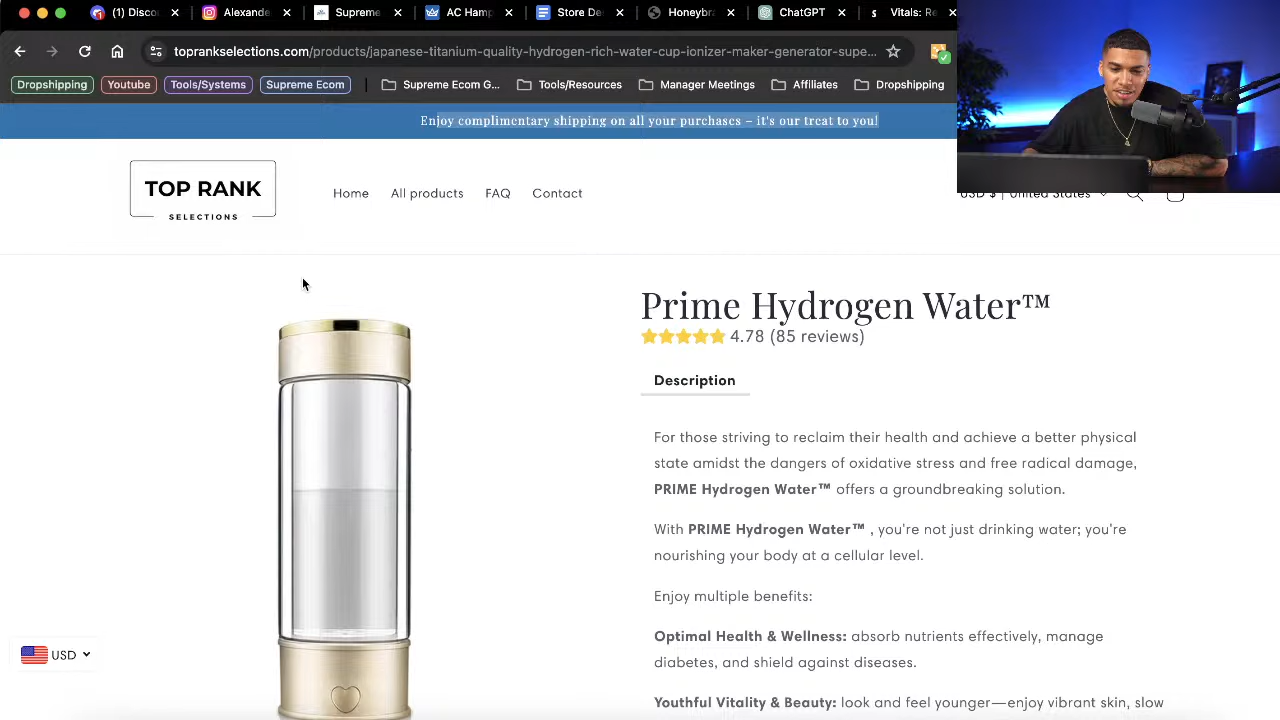 (1) Disco
Alexande
Supreme
AC Hamp
Store De
Honeybra
ChatGPT
Vitals: Re
toprankselections.com/products/japanese-titanium-quality-hydrogen-rich-water-cup-ionizer-maker-generator-supe...
Dropshipping
Youtube
Tools/Systems
Supreme Ecom
Supreme Ecom G...
Tools/Resources
Manager Meetings
Affiliates
Dropshipping
Enjoy complimentary shipping on all your purchases – it's our treat to you!
TOP RANK
SELECTIONS
Home
All products
FAQ
Contact
USD $ | United States
Prime Hydrogen Water™
4.78 (85 reviews)
Description
For those striving to reclaim their health and achieve a better physical
state amidst the dangers of oxidative stress and free radical damage,
PRIME Hydrogen Water™ offers a groundbreaking solution.
With PRIME Hydrogen Water™ , you're not just drinking water; you're
nourishing your body at a cellular level.
Enjoy multiple benefits:
Optimal Health & Wellness: absorb nutrients effectively, manage
diabetes, and shield against diseases.
Youthful Vitality & Beauty: look and feel younger—enjoy vibrant skin, slow
USD